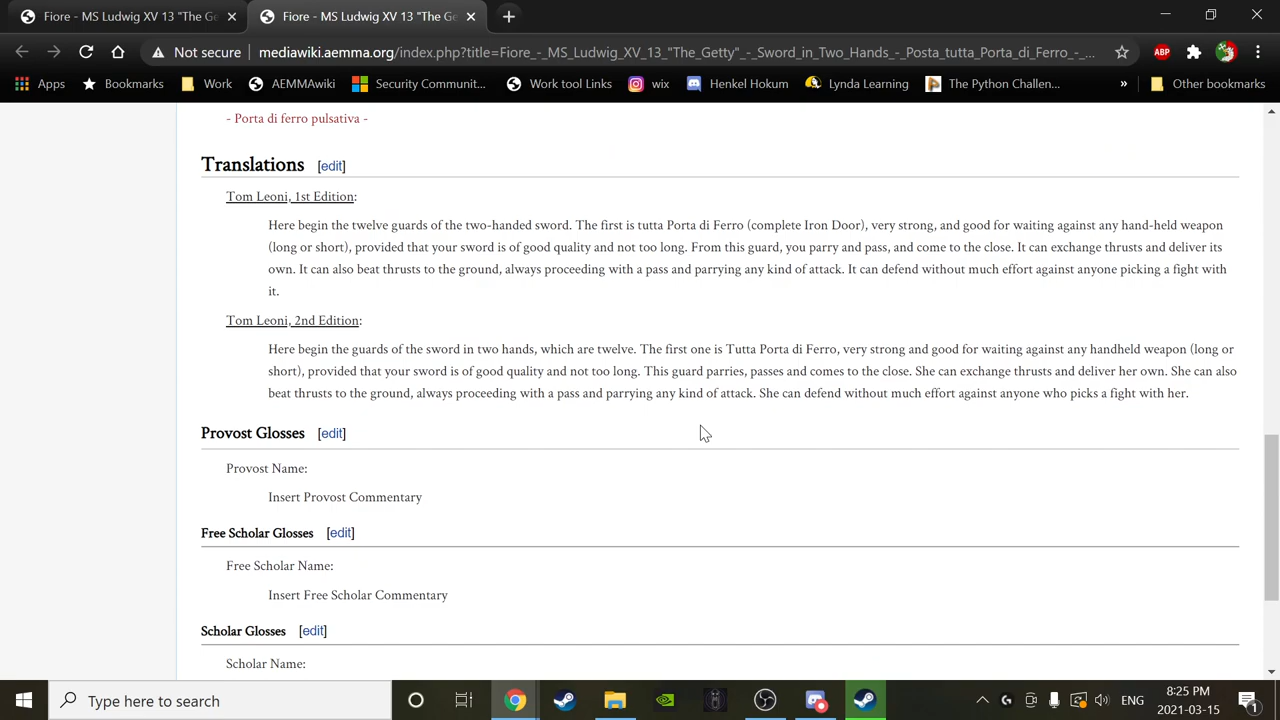 Fiore - MS Ludwig XV 13 "The Ge
Fiore - MS Ludwig XV 13 "The Ge
Not secure
mediawiki.aemma.org/index.php?title=Fiore_-_MS_Ludwig_XV_13_"The_Getty"_-_Sword_in_Two_Hands_-_Posta_tutta_Porta_di_Ferro_-_...
ABP
Apps
Bookmarks
Work
AEMMAwiki
Security Communit...
Work tool Links
wix
Henkel Hokum
Lynda Learning
The Python Challen...
»
Other bookmarks
- Porta di ferro pulsativa -
Translations [edit]
Tom Leoni, 1st Edition:
Here begin the twelve guards of the two-handed sword. The first is tutta Porta di Ferro (complete Iron Door), very strong, and good for waiting against any hand-held weapon
(long or short), provided that your sword is of good quality and not too long. From this guard, you parry and pass, and come to the close. It can exchange thrusts and deliver its
own. It can also beat thrusts to the ground, always proceeding with a pass and parrying any kind of attack. It can defend without much effort against anyone picking a fight with
it.
Tom Leoni, 2nd Edition:
Here begin the guards of the sword in two hands, which are twelve. The first one is Tutta Porta di Ferro, very strong and good for waiting against any handheld weapon (long or
short), provided that your sword is of good quality and not too long. This guard parries, passes and comes to the close. She can exchange thrusts and deliver her own. She can also
beat thrusts to the ground, always proceeding with a pass and parrying any kind of attack. She can defend without much effort against anyone who picks a fight with her.
Provost Glosses [edit]
Provost Name:
Insert Provost Commentary
Free Scholar Glosses [edit]
Free Scholar Name:
Insert Free Scholar Commentary
Scholar Glosses [edit]
Scholar Name:
Type here to search
ENG
8:25 PM
2021-03-15
1